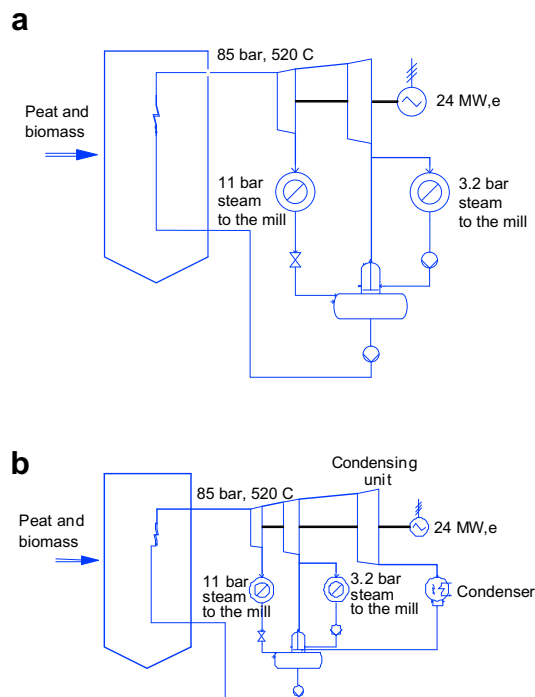 a
85 bar, 520 C
Peat and
biomass
24 MW,e
11 bar
steam
to the mill
3.2 bar
steam
to the mill
b
Condensing
unit
85 bar, 520 C
Peat and
biomass
24 MW,e
11 bar
steam
to the mill
3.2 bar
steam
to the mill
Condenser